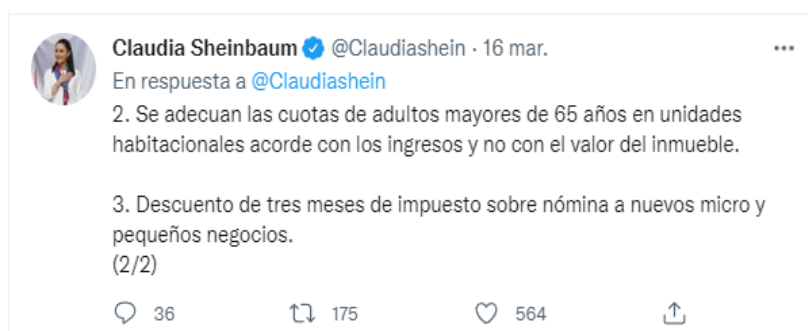 Claudia Sheinbaum @Claudiashein · 16 mar.
En respuesta a @Claudiashein
2. Se adecuan las cuotas de adultos mayores de 65 años en unidades
habitacionales acorde con los ingresos y no con el valor del inmueble.
3. Descuento de tres meses de impuesto sobre nómina a nuevos micro y
pequeños negocios.
(2/2)
36 175 564